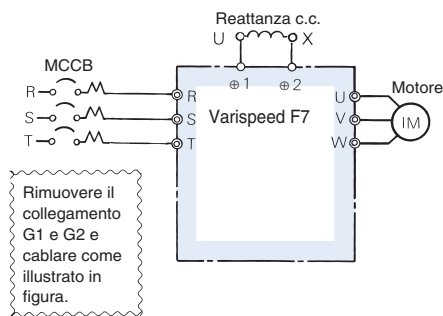 Reattanza c.c.
U X
MCCB
⊕1 ⊕2
Motore
R R U
S S Varispeed F7 V IM
T T W
Rimuovere il
collegamento
G1 e G2 e
cablare come
illustrato in
figura.